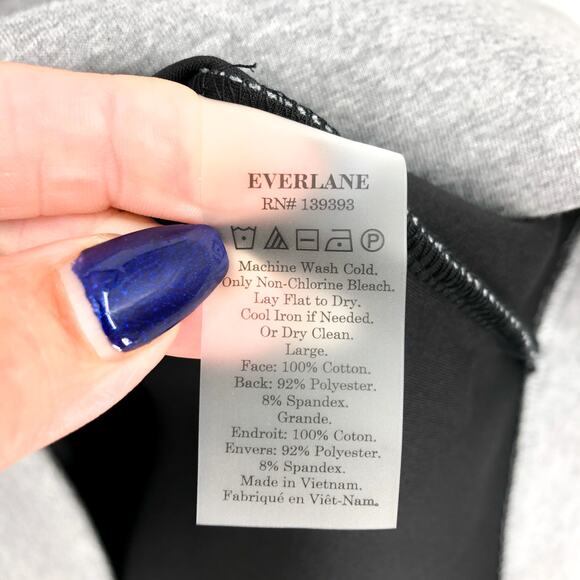 EVERLANE
RN# 139393
P
Machine Wash Cold.
Only Non-Chlorine Bleach.
Lay Flat to Dry.
Cool Iron if Needed.
Or Dry Clean.
Large.
Face: 100% Cotton.
Back: 92% Polyester.
8% Spandex.
Grande.
Endroit: 100% Coton.
Envers: 92% Polyester.
8% Spandex.
Made in Vietnam.
Fabriqué en Viêt-Nam.